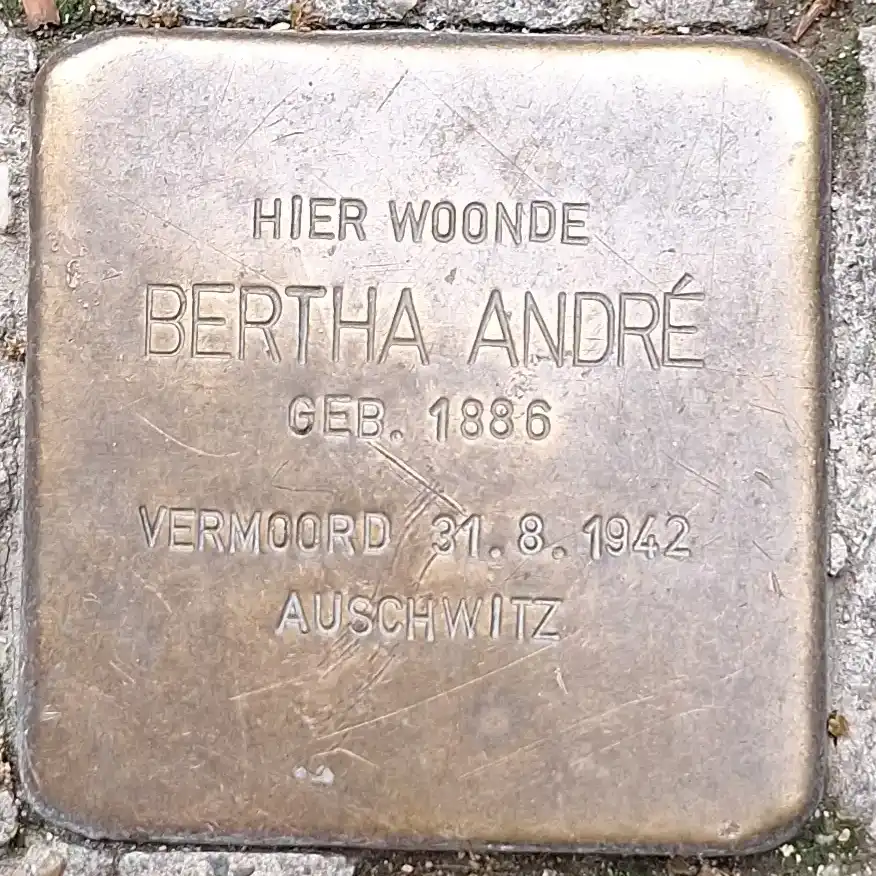 HIER WOONDE
BERTHA ANDRÉ
GEB. 1886
VERMOORD 31.8.1942
AUSCHWITZ